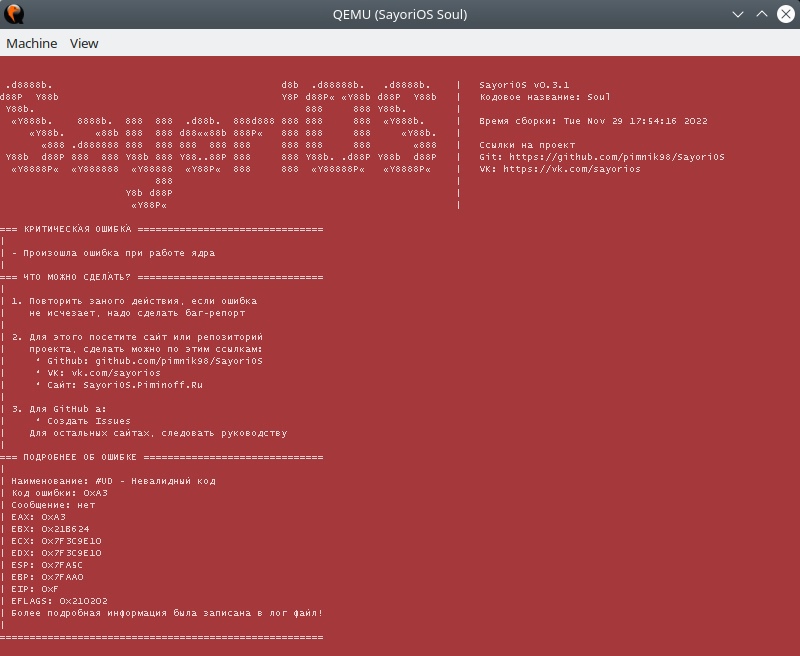 QEMU (SayoriOS Soul)
Machine View
SayoriOS v0.3.1
Кодовое название: Soul
Время сборки: Tue Nov 29 17:54:16 2022
Ссылки на проект
Git: https://github.com/pimnik98/SayoriOS
VK: https://vk.com/sayorios
=== КРИТИЧЕСКАЯ ОШИБКА ================================
|
| - Произошла ошибка при работе ядра
|
=== ЧТО МОЖНО СДЕЛАТЬ? ===============================
|
| 1. Повторить заного действия, если ошибка
| не исчезает, надо сделать баг-репорт
|
| 2. Для этого посетите сайт или репозиторий
| проекта, сделать можно по этим ссылкам:
| * Github: github.com/pimnik98/SayoriOS
| * VK: vk.com/sayorios
| * Сайт: SayoriOS.Piminoff.Ru
|
| 3. Для GitHub а:
| * Создать Issues
| Для остальных сайтах, следовать руководству
|
=== ПОДРОБНЕЕ ОБ ОШИБКЕ ==============================
|
| Наименование: #UD - Невалидный код
| Код ошибки: 0xA3
| Сообщение: нет
| EAX: 0xA3
| EBX: 0x21B624
| ECX: 0x7F3C9E10
| EDX: 0x7F3C9E10
| ESP: 0x7FA5C
| EBP: 0x7FAA0
| EIP: 0xF
| EFLAGS: 0x210202
| Более подробная информация была записана в лог файл!
|
======================================================